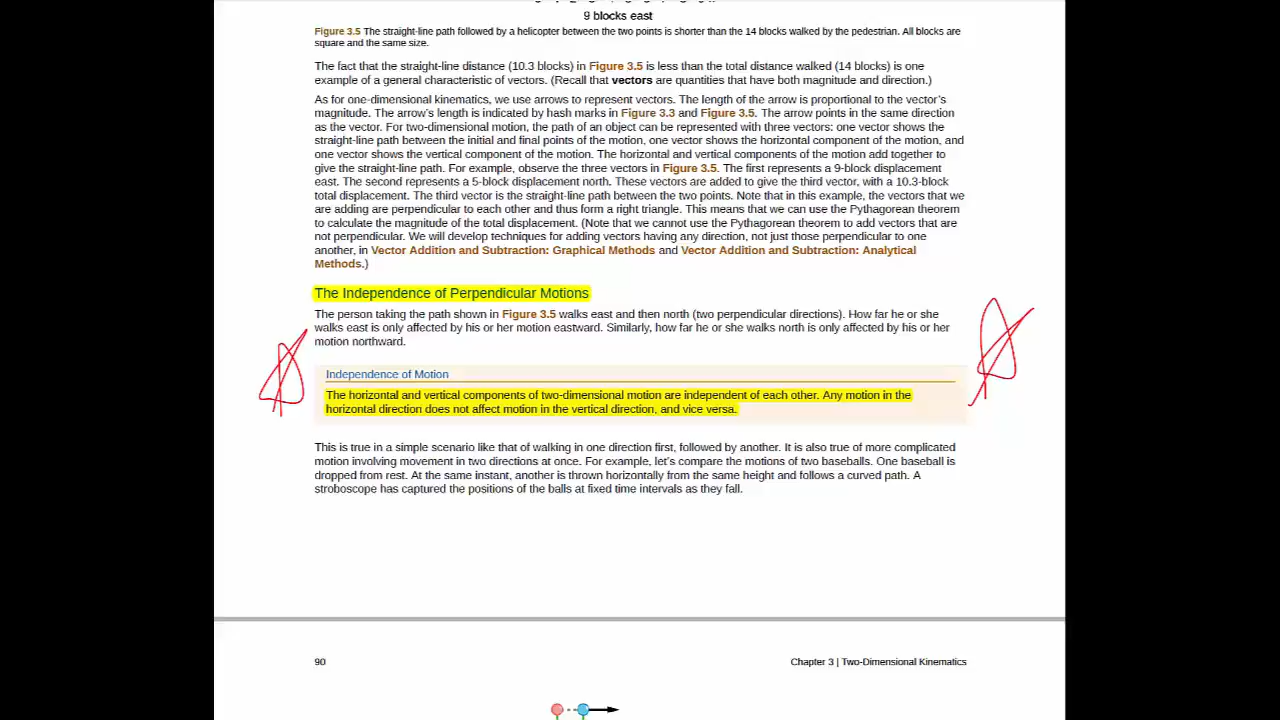 9 blocks east
Figure 3.5 The straight-line path followed by a helicopter between the two points is shorter than the 14 blocks walked by the pedestrian. All blocks are
square and the same size.
The fact that the straight-line distance (10.3 blocks) in Figure 3.5 is less than the total distance walked (14 blocks) is one
example of a general characteristic of vectors. (Recall that vectors are quantities that have both magnitude and direction.)
As for one-dimensional kinematics, we use arrows to represent vectors. The length of the arrow is proportional to the vector's
magnitude. The arrow's length is indicated by hash marks in Figure 3.3 and Figure 3.5. The arrow points in the same direction
as the vector. For two-dimensional motion, the path of an object can be represented with three vectors: one vector shows the
straight-line path between the initial and final points of the motion, one vector shows the horizontal component of the motion, and
one vector shows the vertical component of the motion. The horizontal and vertical components of the motion add together to
give the straight-line path. For example, observe the three vectors in Figure 3.5. The first represents a 9-block displacement
east. The second represents a 5-block displacement north. These vectors are added to give the third vector, with a 10.3-block
total displacement. The third vector is the straight-line path between the two points. Note that in this example, the vectors that we
are adding are perpendicular to each other and thus form a right triangle. This means that we can use the Pythagorean theorem
to calculate the magnitude of the total displacement. (Note that we cannot use the Pythagorean theorem to add vectors that are
not perpendicular. We will develop techniques for adding vectors having any direction, not just those perpendicular to one
another, in Vector Addition and Subtraction: Graphical Methods and Vector Addition and Subtraction: Analytical
Methods.)
The Independence of Perpendicular Motions
The person taking the path shown in Figure 3.5 walks east and then north (two perpendicular directions). How far he or she
walks east is only affected by his or her motion eastward. Similarly, how far he or she walks north is only affected by his or her
motion northward.
Independence of Motion
The horizontal and vertical components of two-dimensional motion are independent of each other. Any motion in the
horizontal direction does not affect motion in the vertical direction, and vice versa.
This is true in a simple scenario like that of walking in one direction first, followed by another. It is also true of more complicated
motion involving movement in two directions at once. For example, let's compare the motions of two baseballs. One baseball is
dropped from rest. At the same instant, another is thrown horizontally from the same height and follows a curved path. A
stroboscope has captured the positions of the balls at fixed time intervals as they fall.
90
Chapter 3 | Two-Dimensional Kinematics